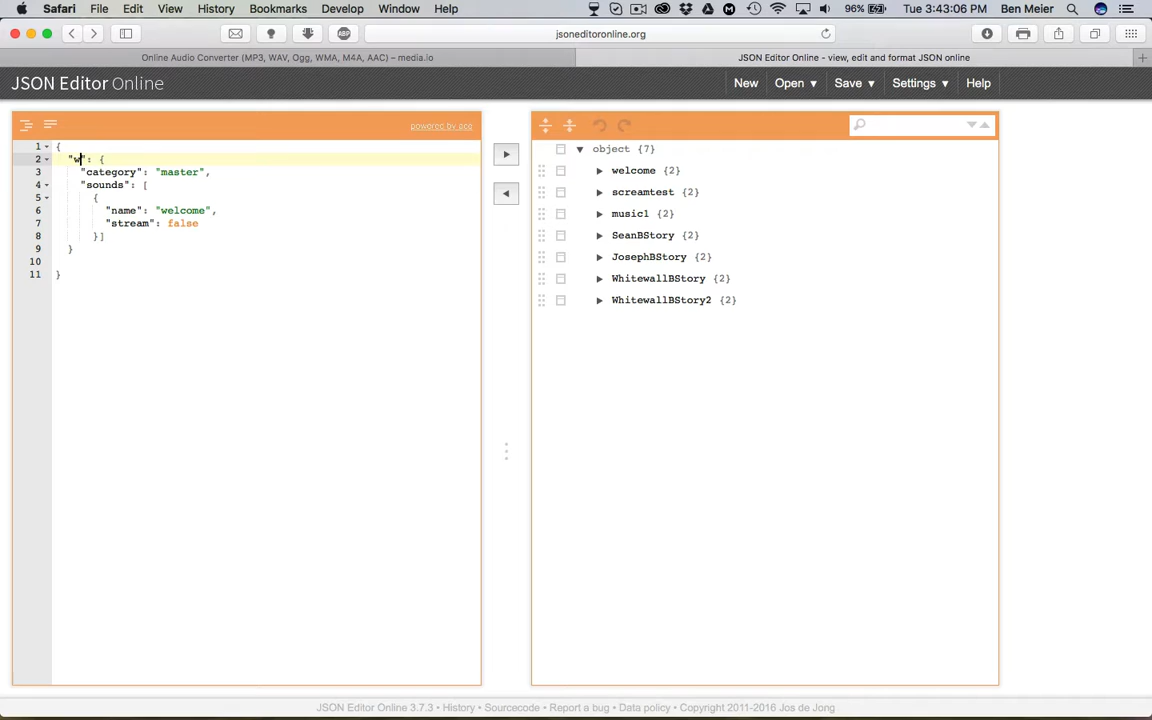 Safari File Edit View History Bookmarks Develop Window Help 96% Tue 3:43:06 PM Ben Meier
ABP jsoneditoronline.org
Online Audio Converter (MP3, WAV, Ogg, WMA, M4A, AAC) – media.io JSON Editor Online - view, edit and format JSON online
JSON Editor Online New Open ▾ Save ▾ Settings ▾ Help
powered by ace
1 {
2 "w": {
3 "category": "master",
4 "sounds": [
5 {
6 "name": "welcome",
7 "stream": false
8 }]
9 }
10
11 }
object {7}
welcome {2}
screamtest {2}
music1 {2}
SeanBStory {2}
JosephBStory {2}
WhitewallBStory {2}
WhitewallBStory2 {2}
JSON Editor Online 3.7.3 • History • Sourcecode • Report a bug • Data policy • Copyright 2011-2016 Jos de Jong